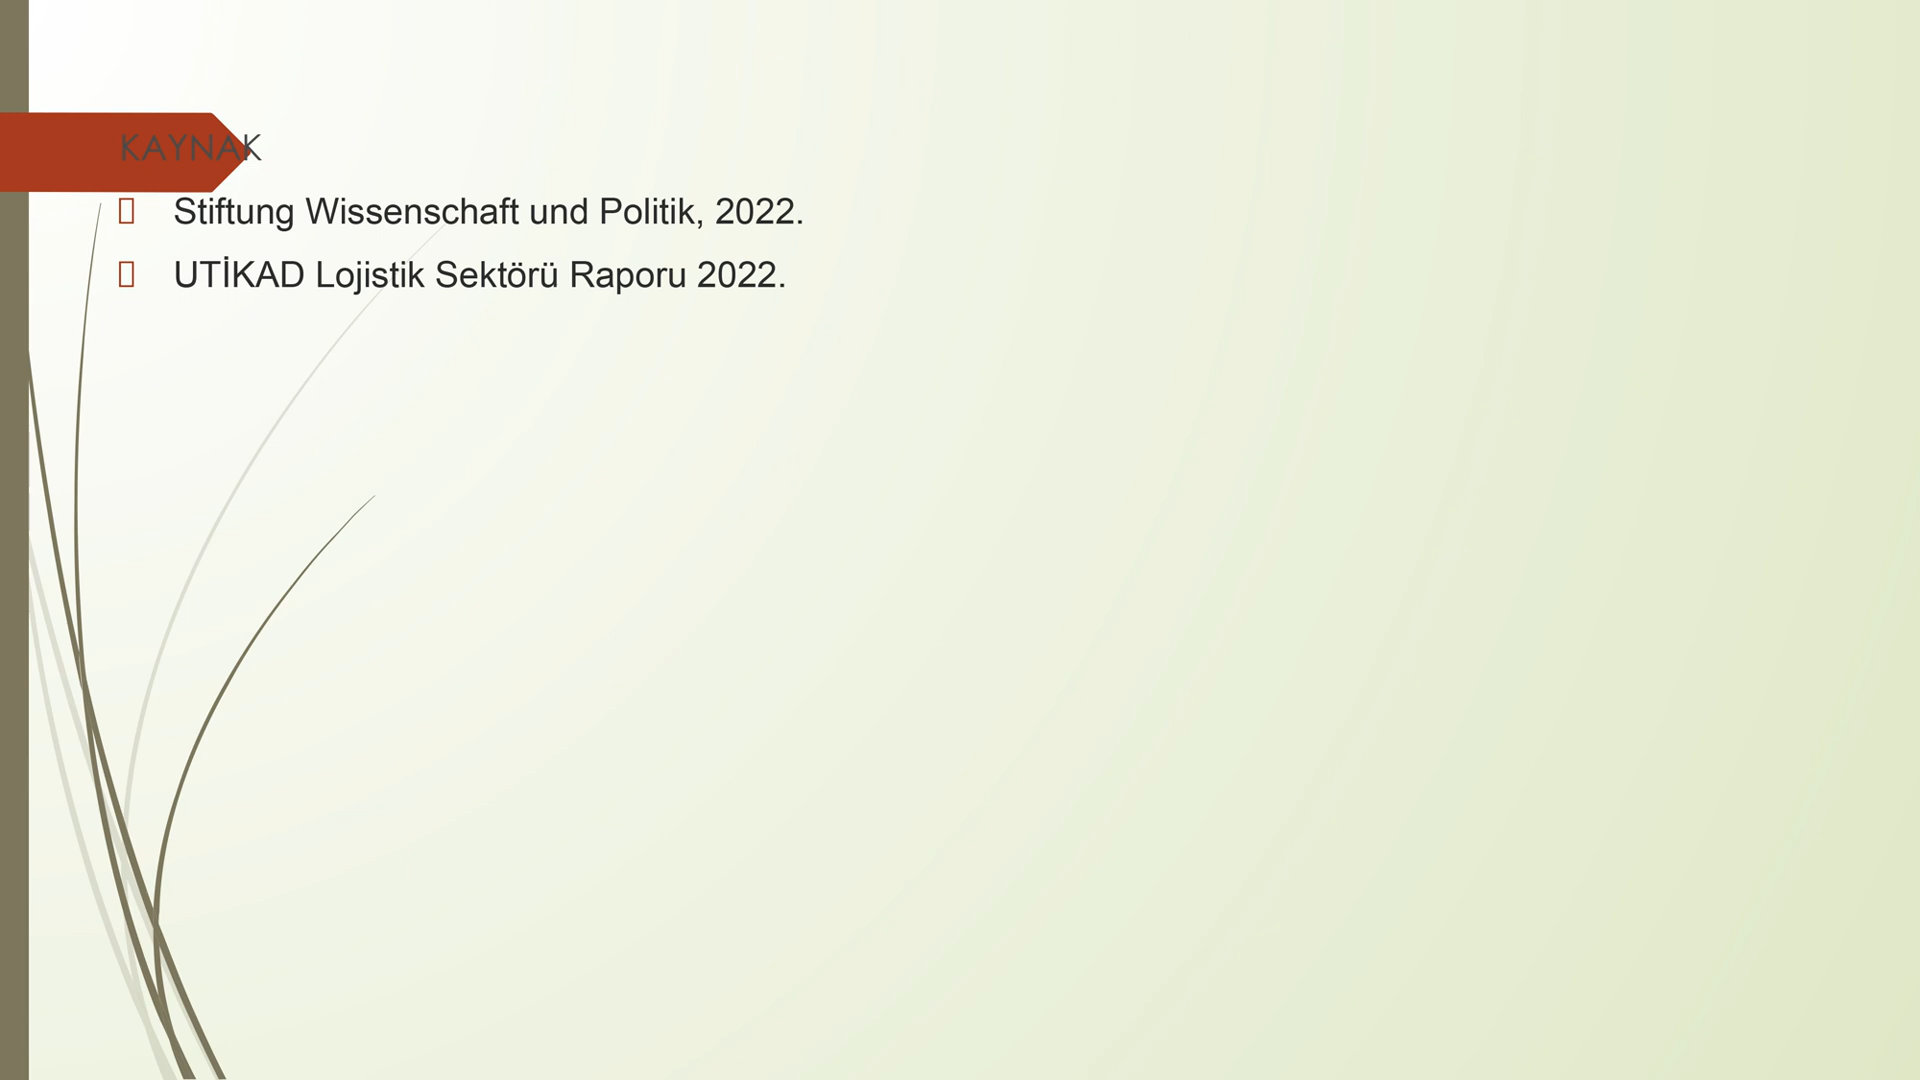 KAYNAK
Stiftung Wissenschaft und Politik, 2022.
UTİKAD Lojistik Sektörü Raporu 2022.